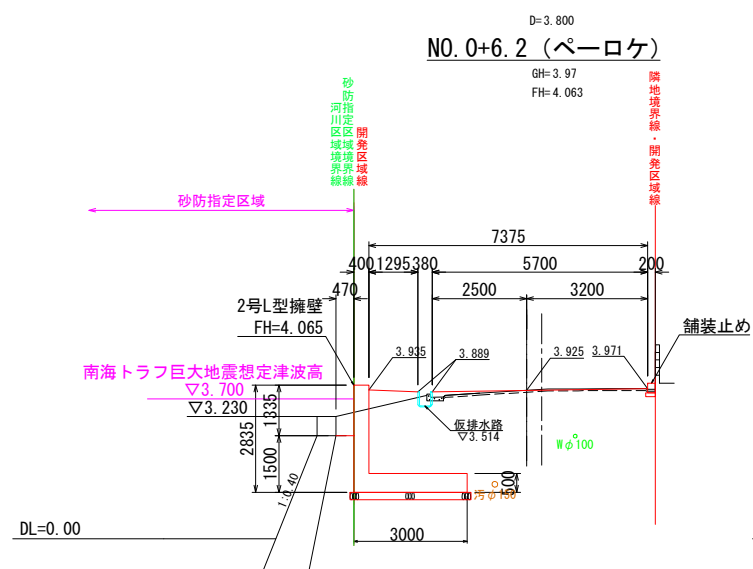 D=3.800
NO.0+6.2（ペーロケ）
GH=3.97
FH=4.063
河川区域境界線
砂防指定区域境界線
開発区域線
隣地境界線・開発区域線
砂防指定区域
7375
400
1295
380
5700
200
470
2500
3200
2号L型擁壁
FH=4.065
舗装止め
3.935
3.889
3.925
3.971
南海トラフ巨大地震想定津波高
▽3.700
▽3.230
仮排水路
▽3.514
1335
2835
1500
1:0.40
Wφ100
500
汚φ150
DL=0.00
3000